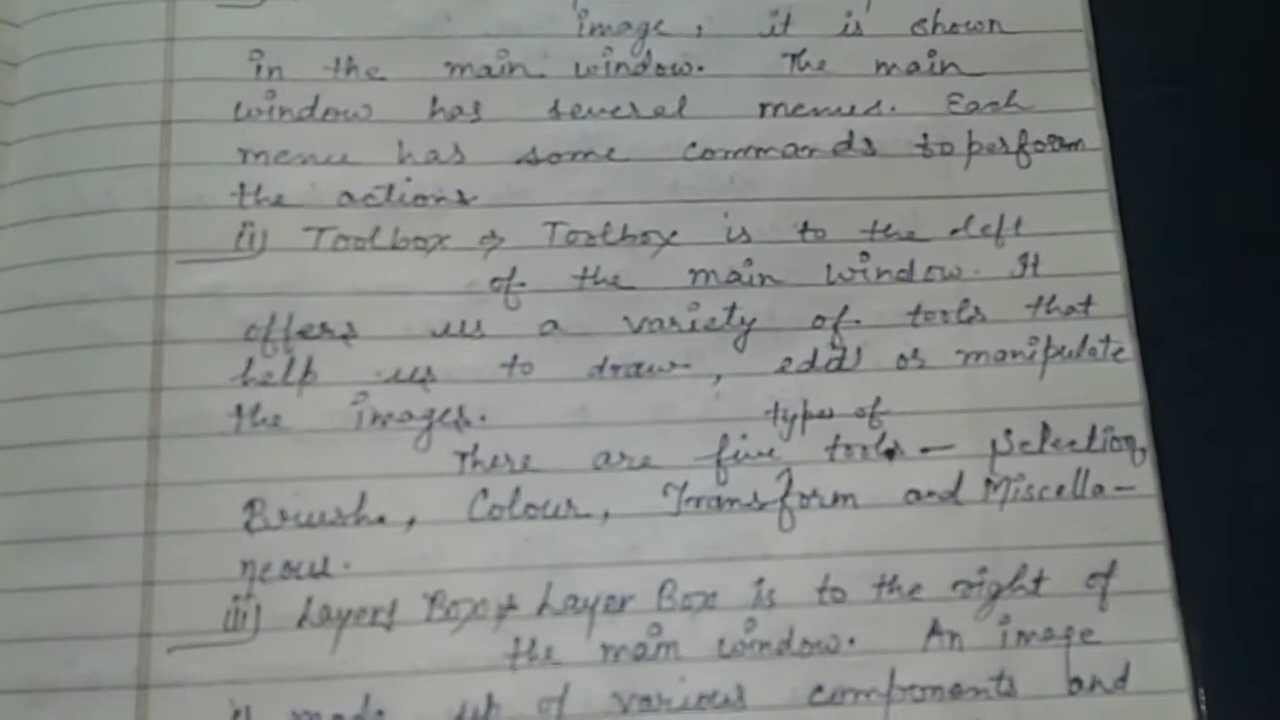 image, it is shown
in the main window. The main
window has several menus. Each
menu has some commands to perform
the actions
(ii) Toolbox ⇒ Toolbox is to the left
of the main window. It
offers us a variety of tools that
help us to draw, edit or manipulate
the images.
types of
There are five tools – Selection,
Brush, Colour, Transform and Miscella-
neous.
(iii) Layers Box ⇒ Layer Box is to the right of
the main window. An image
is made up of various components and